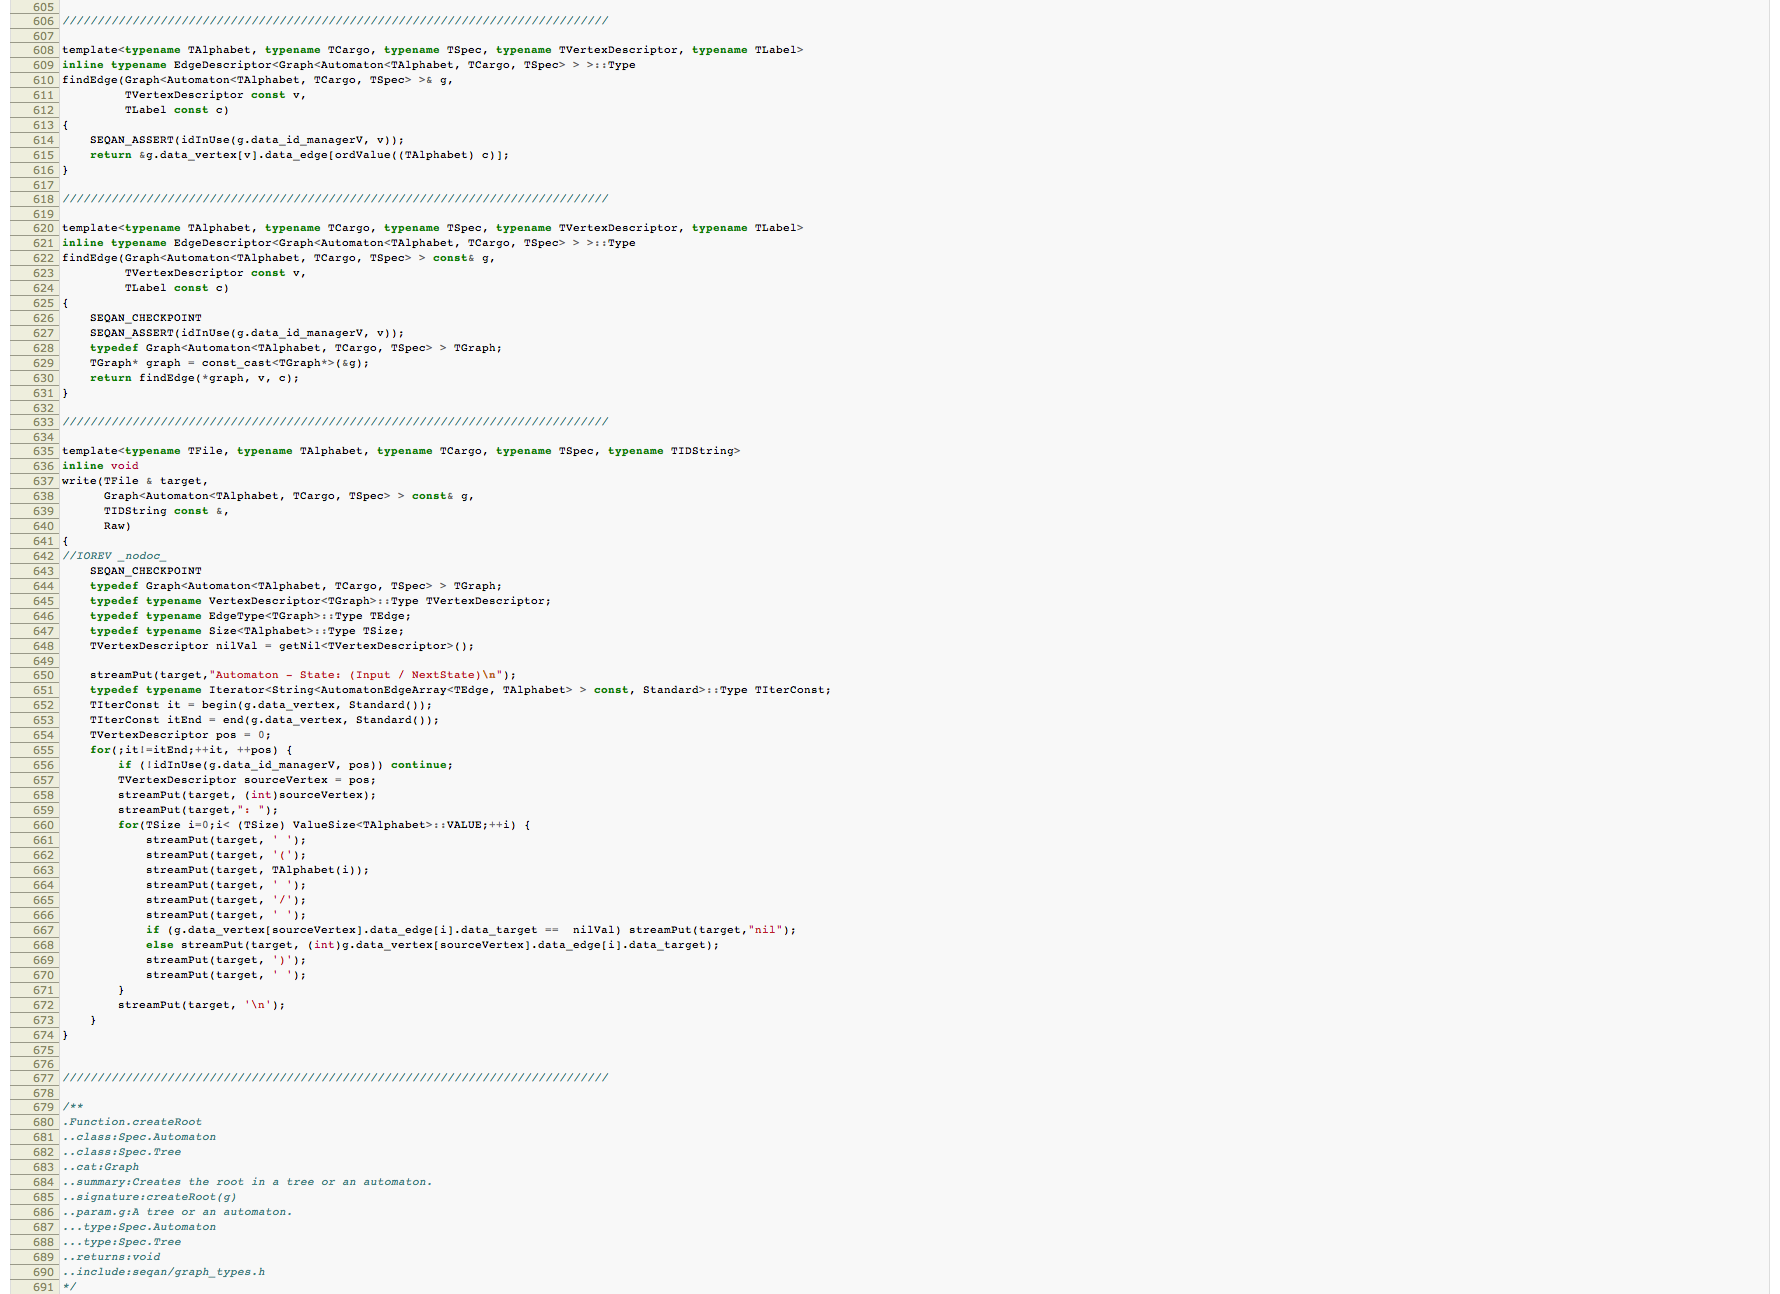 605
606 //////////////////////////////////////////////////////////////////////////////
607
608 template<typename TAlphabet, typename TCargo, typename TSpec, typename TVertexDescriptor, typename TLabel>
609 inline typename EdgeDescriptor<Graph<Automaton<TAlphabet, TCargo, TSpec> > >::Type
610 findEdge(Graph<Automaton<TAlphabet, TCargo, TSpec> >& g,
611          TVertexDescriptor const v,
612          TLabel const c)
613 {
614     SEQAN_ASSERT(idInUse(g.data_id_managerV, v));
615     return &g.data_vertex[v].data_edge[ordValue((TAlphabet) c)];
616 }
617
618 //////////////////////////////////////////////////////////////////////////////
619
620 template<typename TAlphabet, typename TCargo, typename TSpec, typename TVertexDescriptor, typename TLabel>
621 inline typename EdgeDescriptor<Graph<Automaton<TAlphabet, TCargo, TSpec> > >::Type
622 findEdge(Graph<Automaton<TAlphabet, TCargo, TSpec> > const& g,
623          TVertexDescriptor const v,
624          TLabel const c)
625 {
626     SEQAN_CHECKPOINT
627     SEQAN_ASSERT(idInUse(g.data_id_managerV, v));
628     typedef Graph<Automaton<TAlphabet, TCargo, TSpec> > TGraph;
629     TGraph* graph = const_cast<TGraph*>(&g);
630     return findEdge(*graph, v, c);
631 }
632
633 //////////////////////////////////////////////////////////////////////////////
634
635 template<typename TFile, typename TAlphabet, typename TCargo, typename TSpec, typename TIDString>
636 inline void
637 write(TFile & target,
638       Graph<Automaton<TAlphabet, TCargo, TSpec> > const& g,
639       TIDString const &,
640       Raw)
641 {
642 //IOREV _nodoc_
643     SEQAN_CHECKPOINT
644     typedef Graph<Automaton<TAlphabet, TCargo, TSpec> > TGraph;
645     typedef typename VertexDescriptor<TGraph>::Type TVertexDescriptor;
646     typedef typename EdgeType<TGraph>::Type TEdge;
647     typedef typename Size<TAlphabet>::Type TSize;
648     TVertexDescriptor nilVal = getNil<TVertexDescriptor>();
649
650     streamPut(target,"Automaton - State: (Input / NextState)\n");
651     typedef typename Iterator<String<AutomatonEdgeArray<TEdge, TAlphabet> > const, Standard>::Type TIterConst;
652     TIterConst it = begin(g.data_vertex, Standard());
653     TIterConst itEnd = end(g.data_vertex, Standard());
654     TVertexDescriptor pos = 0;
655     for(;it!=itEnd;++it, ++pos) {
656         if (!idInUse(g.data_id_managerV, pos)) continue;
657         TVertexDescriptor sourceVertex = pos;
658         streamPut(target, (int)sourceVertex);
659         streamPut(target,": ");
660         for(TSize i=0;i< (TSize) ValueSize<TAlphabet>::VALUE;++i) {
661             streamPut(target, ' ');
662             streamPut(target, '(');
663             streamPut(target, TAlphabet(i));
664             streamPut(target, ' ');
665             streamPut(target, '/');
666             streamPut(target, ' ');
667             if (g.data_vertex[sourceVertex].data_edge[i].data_target ==  nilVal) streamPut(target,"nil");
668             else streamPut(target, (int)g.data_vertex[sourceVertex].data_edge[i].data_target);
669             streamPut(target, ')');
670             streamPut(target, ' ');
671         }
672         streamPut(target, '\n');
673     }
674 }
675
676
677 //////////////////////////////////////////////////////////////////////////////
678
679 /**
680 .Function.createRoot
681 ..class:Spec.Automaton
682 ..class:Spec.Tree
683 ..cat:Graph
684 ..summary:Creates the root in a tree or an automaton.
685 ..signature:createRoot(g)
686 ..param.g:A tree or an automaton.
687 ...type:Spec.Automaton
688 ...type:Spec.Tree
689 ..returns:void
690 ..include:seqan/graph_types.h
691 */